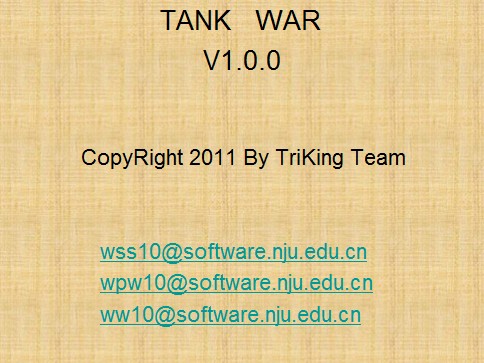 TANK WAR
V1.0.0
CopyRight 2011 By TriKing Team
wss10@software.nju.edu.cn
wpw10@software.nju.edu.cn
ww10@software.nju.edu.cn